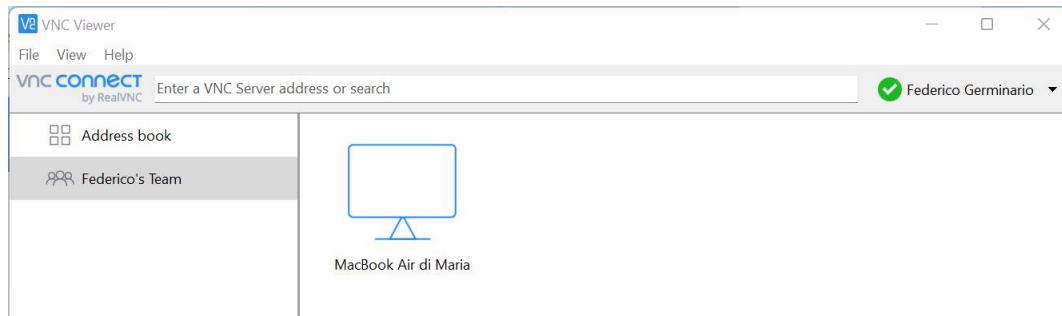 V2 VNC Viewer
File View Help
vnc connect
by RealVNC
Enter a VNC Server address or search
Federico Germinario
Address book
Federico's Team
MacBook Air di Maria